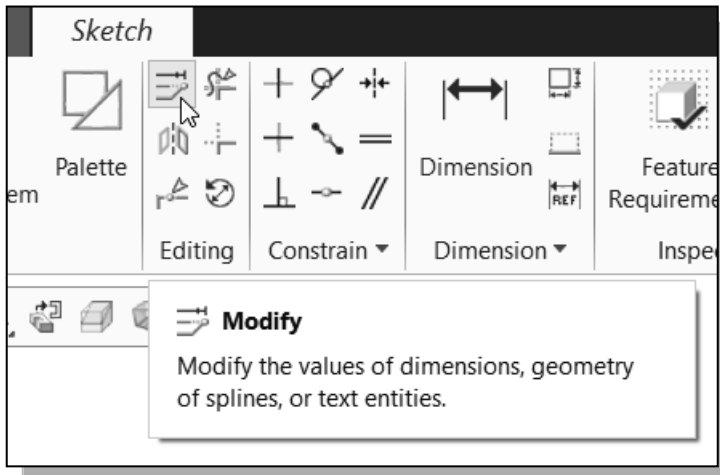 Sketch
Palette
em
Editing
Constrain
Dimension
REF
Dimension
Feature
Requireme
Inspe
Modify
Modify the values of dimensions, geometry
of splines, or text entities.